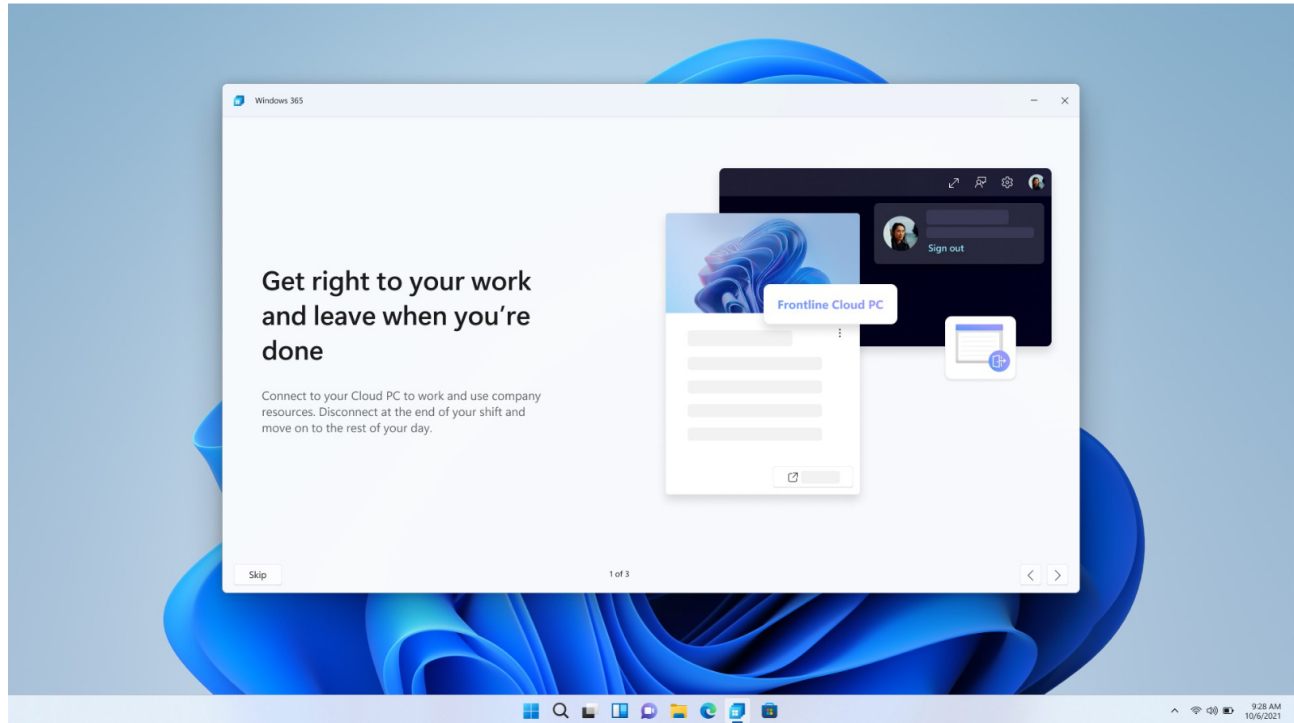 Windows 365
Sign out
Frontline Cloud PC
Get right to your work
and leave when you're
done
Connect to your Cloud PC to work and use company
resources. Disconnect at the end of your shift and
move on to the rest of your day.
Skip
1 of 3
9:28 AM
10/6/2021